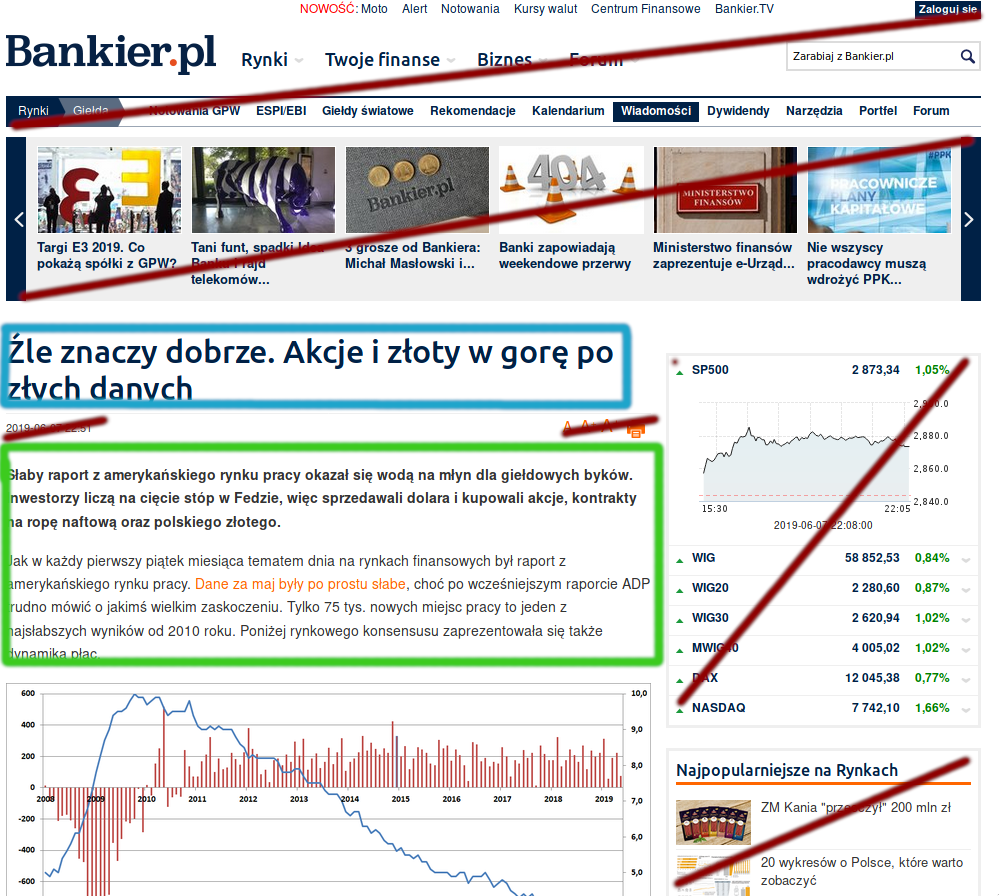 NOWOŚĆ: Moto Alert Notowania Kursy walut Centrum Finansowe Bankier.TV Zaloguj się
Bankier.pl Rynki Twoje finanse Biznes Forum Zarabiaj z Bankier.pl
Rynki Giełda Notowania GPW ESPI/EBI Giełdy światowe Rekomendacje Kalendarium Wiadomości Dywidendy Narzędzia Portfel Forum
E3
Bankier.pl
404
MINISTERSTWO
FINANSÓW
#PPK
PRACOWNICZE
PLANY
KAPITAŁOWE
Targi E3 2019. Co
pokażą spółki z GPW?
Tani funt, spadki Idea
Banku i rajd
telekomów...
3 grosze od Bankiera:
Michał Masłowski i...
Banki zapowiadają
weekendowe przerwy
Ministerstwo finansów
zaprezentuje e-Urząd...
Nie wszyscy
pracodawcy muszą
wdrożyć PPK...
Źle znaczy dobrze. Akcje i złoty w górę po
złych danych
2019-06-07 22:51
Słaby raport z amerykańskiego rynku pracy okazał się wodą na młyn dla giełdowych byków.
Inwestorzy liczą na cięcie stóp w Fedzie, więc sprzedawali dolara i kupowali akcje, kontrakty
na ropę naftową oraz polskiego złotego.
Jak w każdy pierwszy piątek miesiąca tematem dnia na rynkach finansowych był raport z
amerykańskiego rynku pracy. Dane za maj były po prostu słabe, choć po wcześniejszym raporcie ADP
trudno mówić o jakimś wielkim zaskoczeniu. Tylko 75 tys. nowych miejsc pracy to jeden z
najsłabszych wyników od 2010 roku. Poniżej rynkowego konsensusu zaprezentowała się także
dynamika płac.
600 10,0
400 9,0
200 8,0
0
2008 2009 2010 2011 2012 2013 2014 2015 2016 2017 2018 2019 7,0
-200
6,0
-400
5,0
-600
SP500 2 873,34 1,05%
2,880.0
2,860.0
2,840.0
15:30 22:05
2019-06-07 22:08:00
WIG 58 852,53 0,84%
WIG20 2 280,60 0,87%
WIG30 2 620,94 1,02%
MWIG40 4 005,02 1,02%
DAX 12 045,38 0,77%
NASDAQ 7 742,10 1,66%
Najpopularniejsze na Rynkach
ZM Kania "przeoczył" 200 mln zł
20 wykresów o Polsce, które warto
zobaczyć